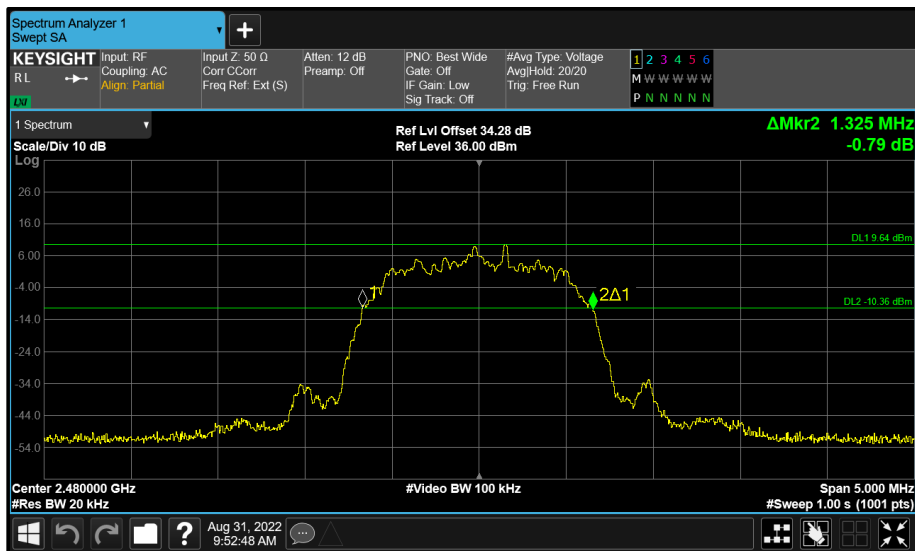 Spectrum Analyzer 1
Swept SA
+
KEYSIGHT
R L
LXI
Input: RF
Coupling: AC
Align: Partial
Input Z: 50 Ω
Corr CCorr
Freq Ref: Ext (S)
Atten: 12 dB
Preamp: Off
PNO: Best Wide
Gate: Off
IF Gain: Low
Sig Track: Off
#Avg Type: Voltage
Avg|Hold: 20/20
Trig: Free Run
1 2 3 4 5 6
M W W W W W
P N N N N N
1 Spectrum
Scale/Div 10 dB
Ref Lvl Offset 34.28 dB
Ref Level 36.00 dBm
ΔMkr2 1.325 MHz
-0.79 dB
Log
26.0
16.0
6.00
-4.00
-14.0
-24.0
-34.0
-44.0
-54.0
DL1 9.64 dBm
1
2Δ1
DL2 -10.36 dBm
Center 2.480000 GHz
#Video BW 100 kHz
Span 5.000 MHz
#Res BW 20 kHz
#Sweep 1.00 s (1001 pts)
?
Aug 31, 2022
9:52:48 AM